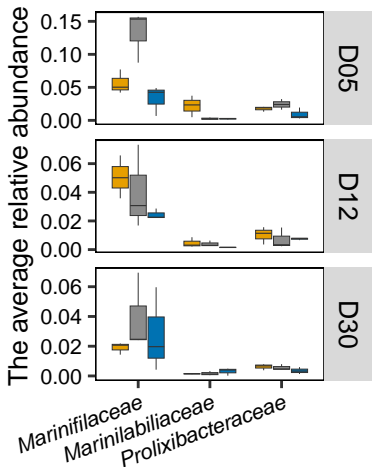 The average relative abundance
0.15
0.10
0.05
0.00
D05
0.06
0.04
0.02
0.00
D12
0.06
0.04
0.02
0.00
D30
Marinifilaceae
Marinilabiliaceae
Prolixibacteraceae